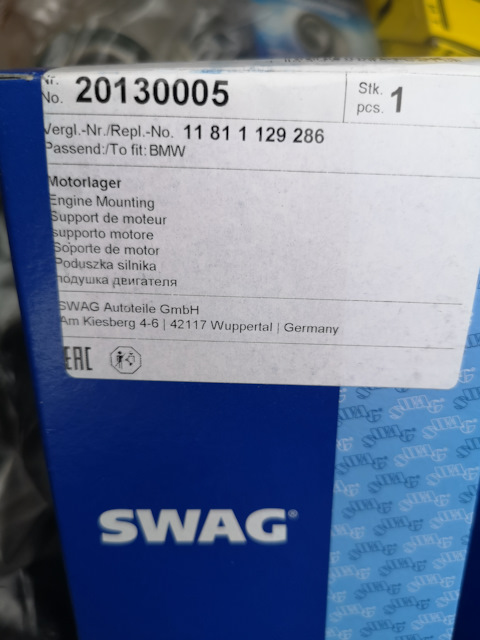 Nr.
No. 20130005
Stk.
pcs. 1
Vergl.-Nr./Repl.-No. 11 81 1 129 286
Passend:/To fit: BMW
Motorlager
Engine Mounting
Support de moteur
supporto motore
Soporte de motor
Poduszka silnika
подушка двигателя
SWAG Autoteile GmbH
Am Kiesberg 4-6 | 42117 Wuppertal | Germany
EAC
SWAG®